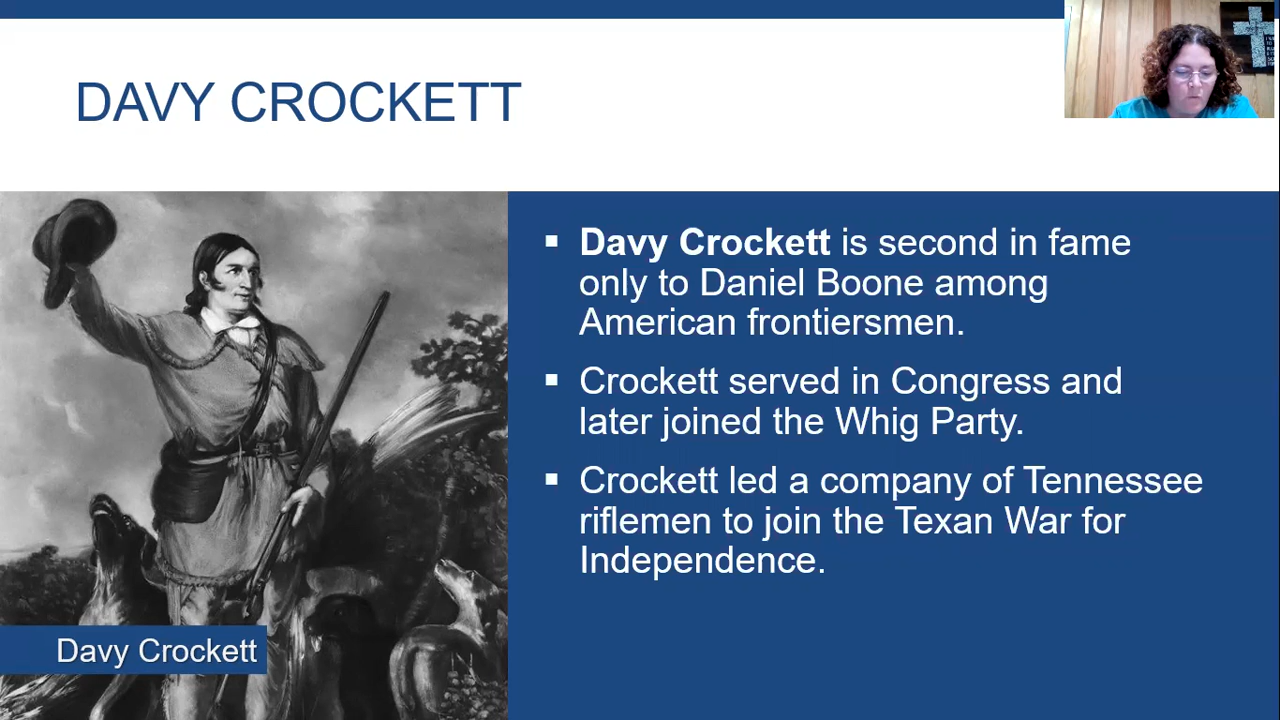 DAVY CROCKETT
▪ Davy Crockett is second in fame
only to Daniel Boone among
American frontiersmen.
▪ Crockett served in Congress and
later joined the Whig Party.
▪ Crockett led a company of Tennessee
riflemen to join the Texan War for
Independence.
Davy Crockett